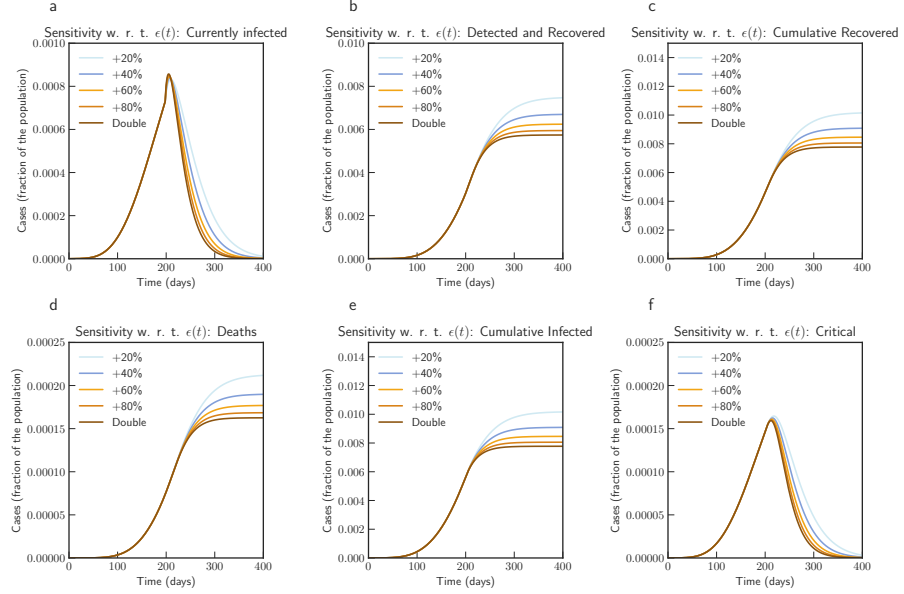 a
Sensitivity w. r. t. ϵ(t): Currently infected
0.0010
0.0008
0.0006
0.0004
0.0002
0.0000
Cases (fraction of the population)
+20%
+40%
+60%
+80%
Double
0 100 200 300 400
Time (days)
b
Sensitivity w. r. t. ϵ(t): Detected and Recovered
0.010
0.008
0.006
0.004
0.002
0.000
Cases (fraction of the population)
+20%
+40%
+60%
+80%
Double
0 100 200 300 400
Time (days)
c
Sensitivity w. r. t. ϵ(t): Cumulative Recovered
0.014
0.012
0.010
0.008
0.006
0.004
0.002
0.000
Cases (fraction of the population)
+20%
+40%
+60%
+80%
Double
0 100 200 300 400
Time (days)
d
Sensitivity w. r. t. ϵ(t): Deaths
0.00025
0.00020
0.00015
0.00010
0.00005
0.00000
Cases (fraction of the population)
+20%
+40%
+60%
+80%
Double
0 100 200 300 400
Time (days)
e
Sensitivity w. r. t. ϵ(t): Cumulative Infected
0.014
0.012
0.010
0.008
0.006
0.004
0.002
0.000
Cases (fraction of the population)
+20%
+40%
+60%
+80%
Double
0 100 200 300 400
Time (days)
f
Sensitivity w. r. t. ϵ(t): Critical
0.00025
0.00020
0.00015
0.00010
0.00005
0.00000
Cases (fraction of the population)
+20%
+40%
+60%
+80%
Double
0 100 200 300 400
Time (days)